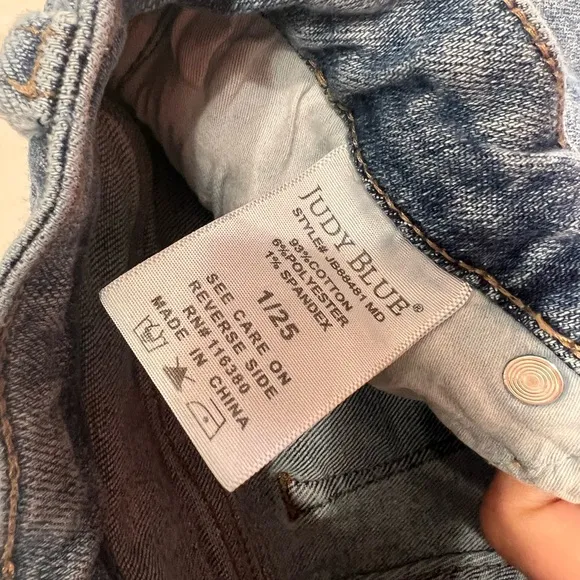 JUDY BLUE®
STYLE# JB88481 MD
93%COTTON
6%POLYESTER
1% SPANDEX
1/25
SEE CARE ON
REVERSE SIDE
RN# 116380
MADE IN CHINA